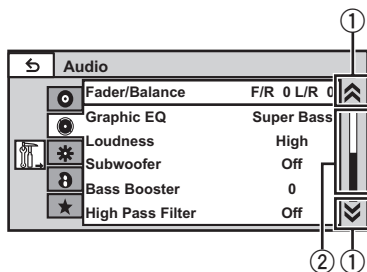 ①
Audio
Fader/Balance F/R 0 L/R 0
Graphic EQ Super Bass
Loudness High
Subwoofer Off
Bass Booster 0
High Pass Filter Off
② ①